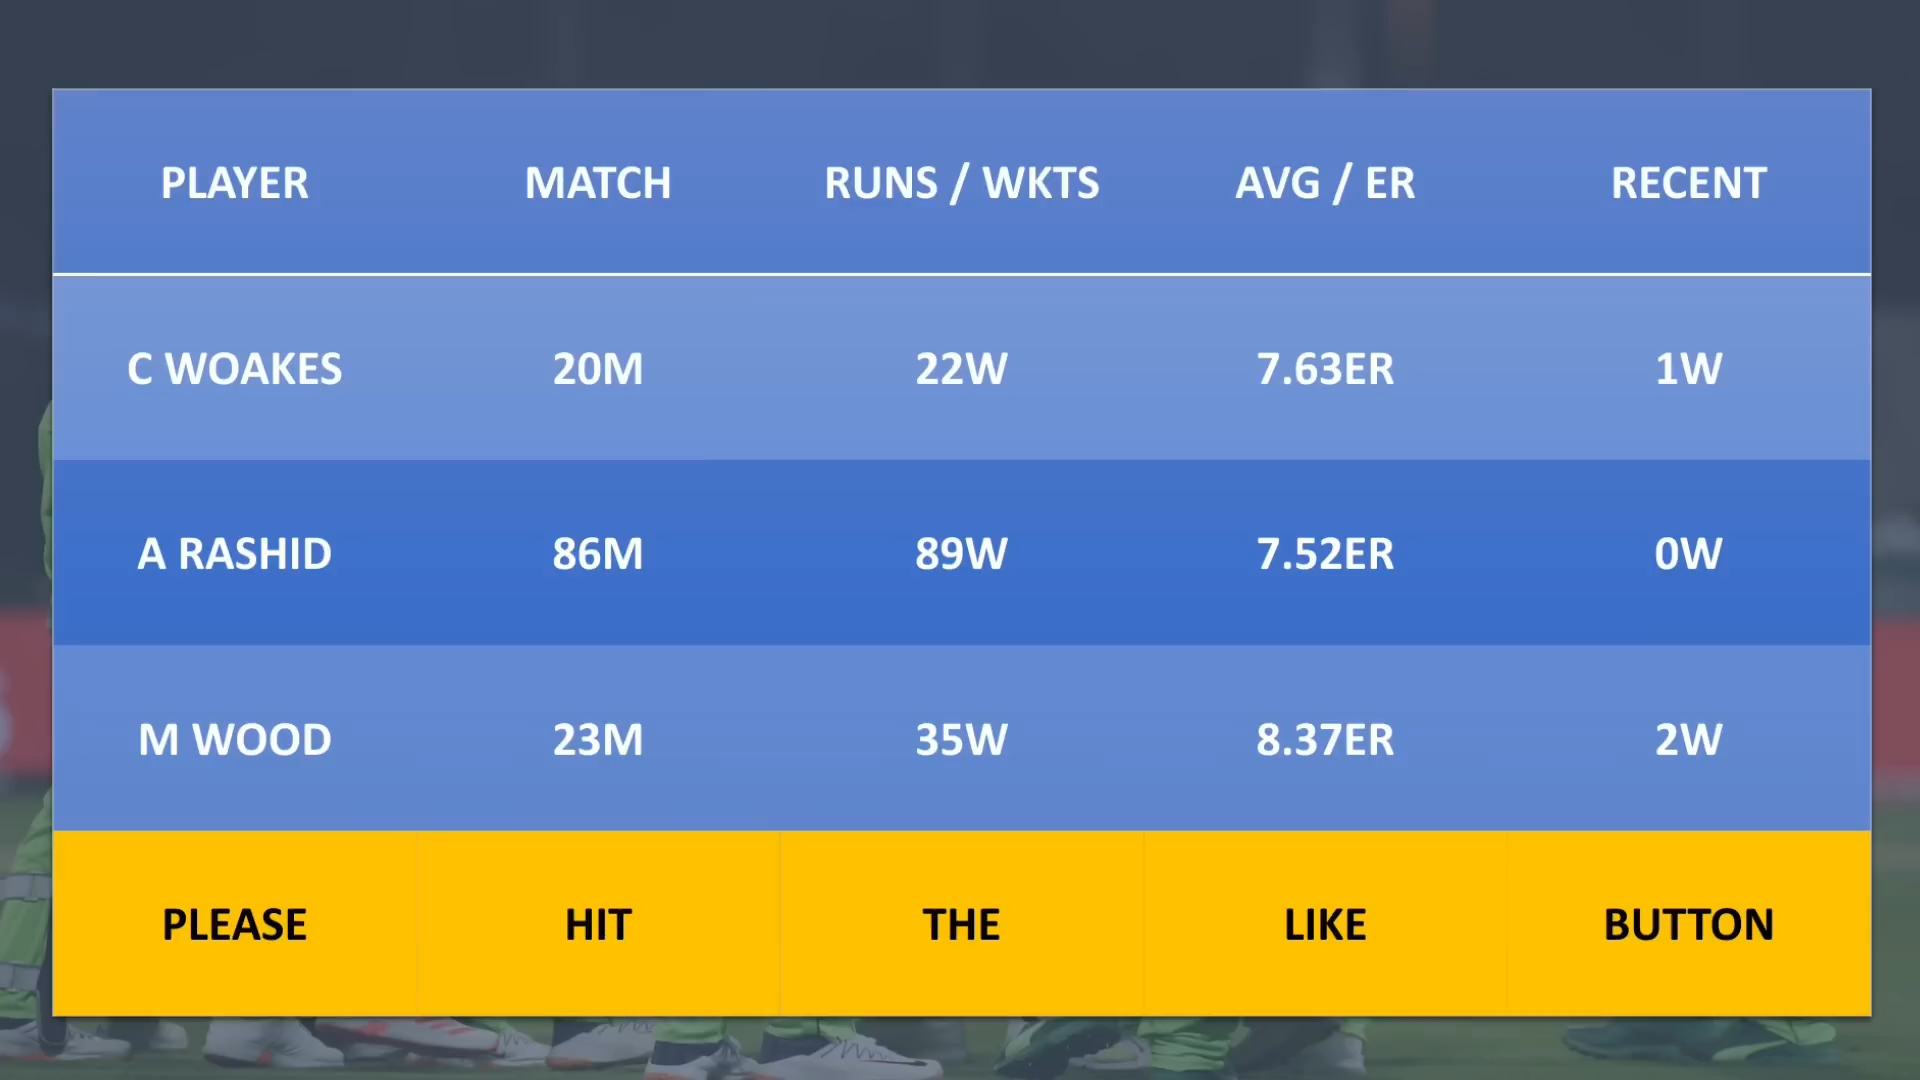 PLAYER MATCH RUNS / WKTS AVG / ER RECENT
C WOAKES 20M 22W 7.63ER 1W
A RASHID 86M 89W 7.52ER 0W
M WOOD 23M 35W 8.37ER 2W
PLEASE HIT THE LIKE BUTTON